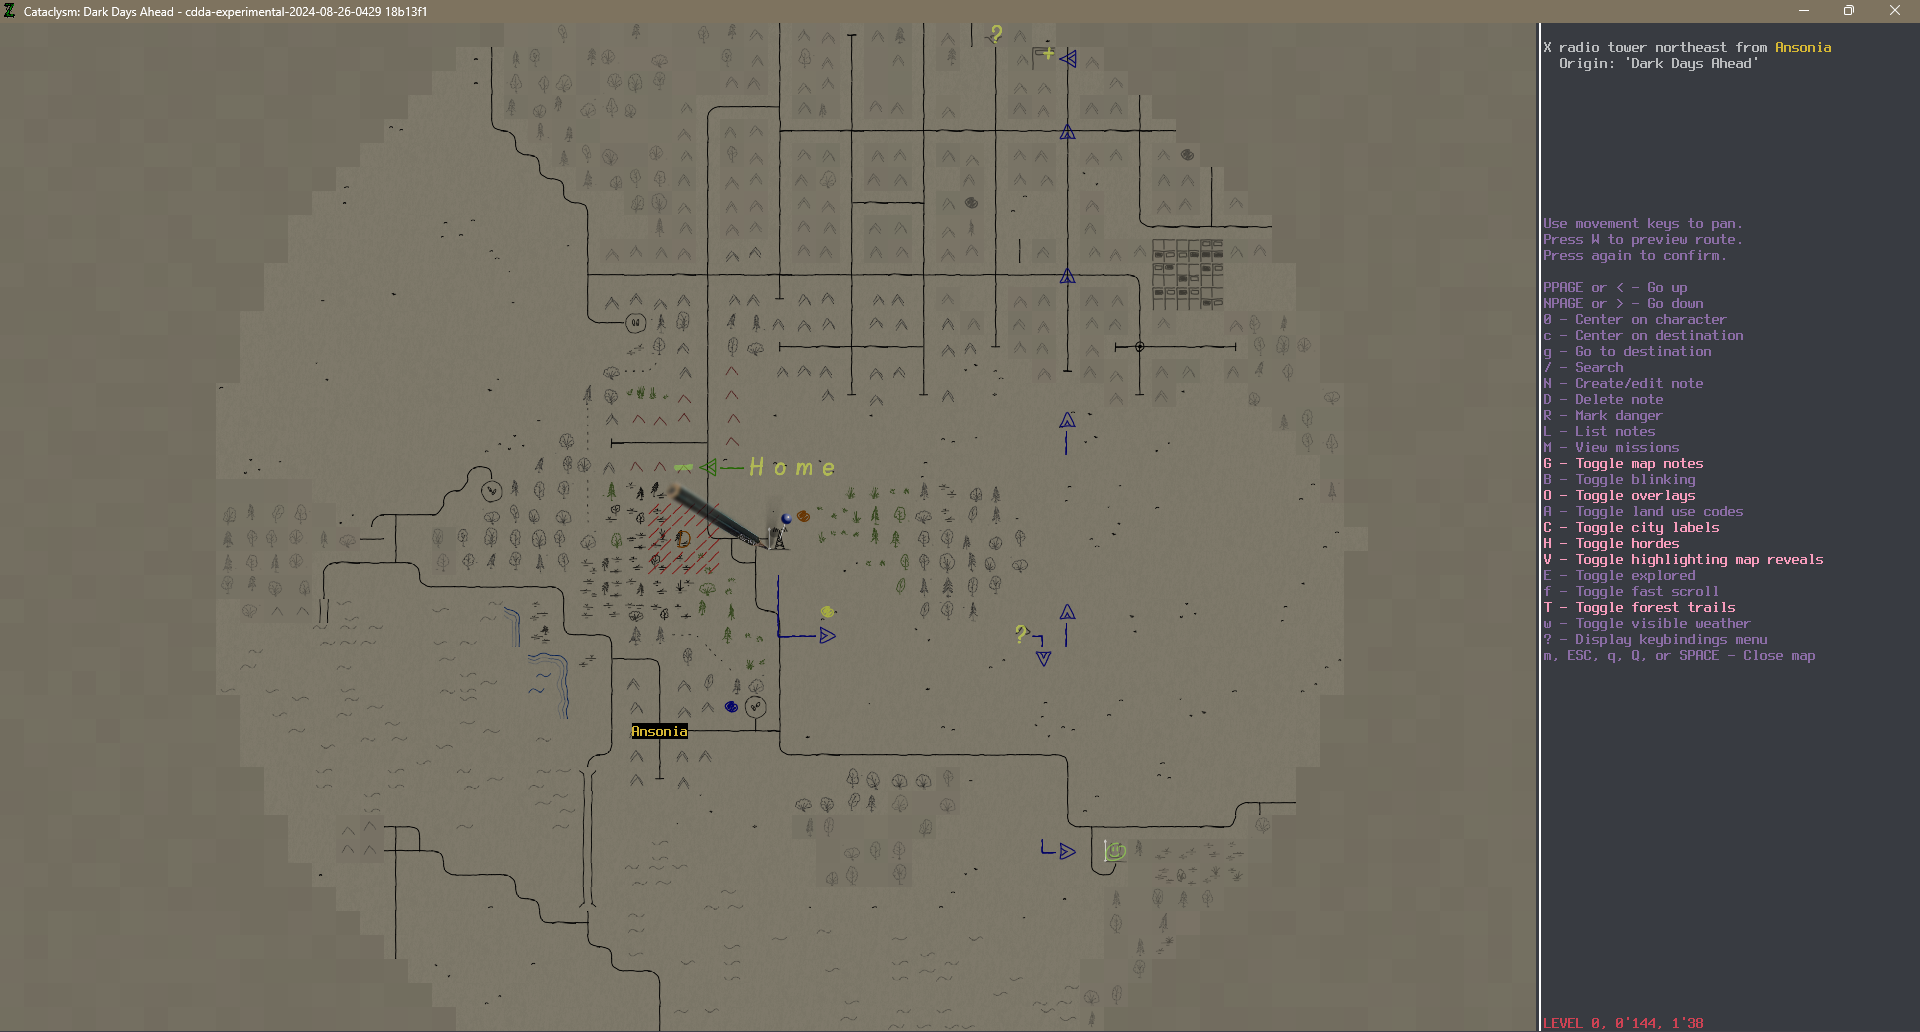 Cataclysm: Dark Days Ahead - cdda-experimental-2024-08-26-0429 18b13f1
X radio tower northeast from Ansonia
Origin: 'Dark Days Ahead'
Use movement keys to pan.
Press W to preview route.
Press again to confirm.
PPAGE or < - Go up
NPAGE or > - Go down
0 - Center on character
c - Center on destination
g - Go to destination
/ - Search
N - Create/edit note
D - Delete note
R - Mark danger
L - List notes
M - View missions
G - Toggle map notes
B - Toggle blinking
O - Toggle overlays
A - Toggle land use codes
C - Toggle city labels
H - Toggle hordes
V - Toggle highlighting map reveals
E - Toggle explored
f - Toggle fast scroll
T - Toggle forest trails
w - Toggle visible weather
? - Display keybindings menu
m, ESC, q, Q, or SPACE - Close map
?
Home
?
Ansonia
LEVEL 0, 0'144, 1'38